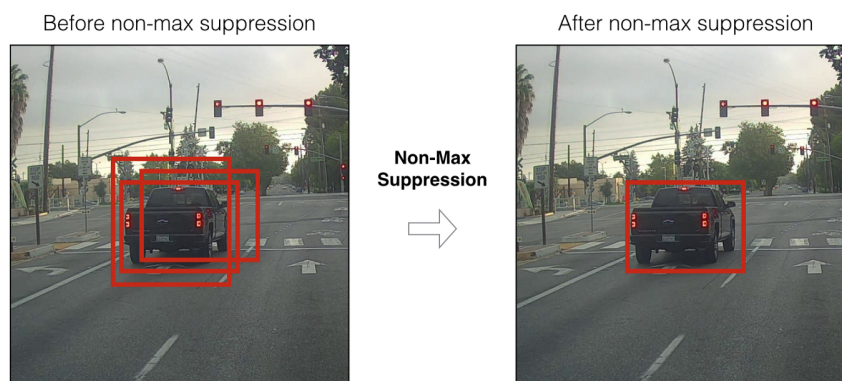 Before non-max suppression
After non-max suppression
Non-Max
Suppression